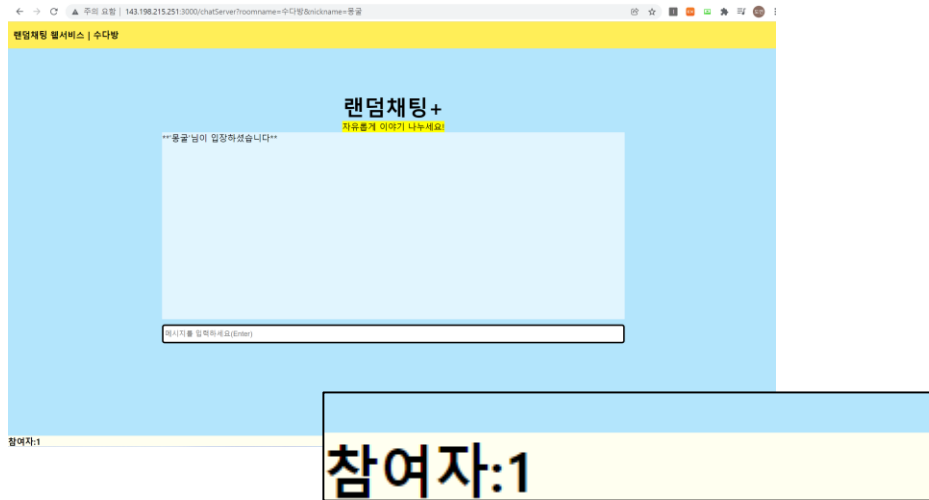 주의 요함 | 143.198.215.251:3000/chatServer?roomname=수다방&nickname=몽굴
랜덤채팅 웹서비스 | 수다방
랜덤채팅+
자유롭게 이야기 나누세요!
**'몽굴'님이 입장하셨습니다**
메시지를 입력하세요(Enter)
참여자:1
참여자:1